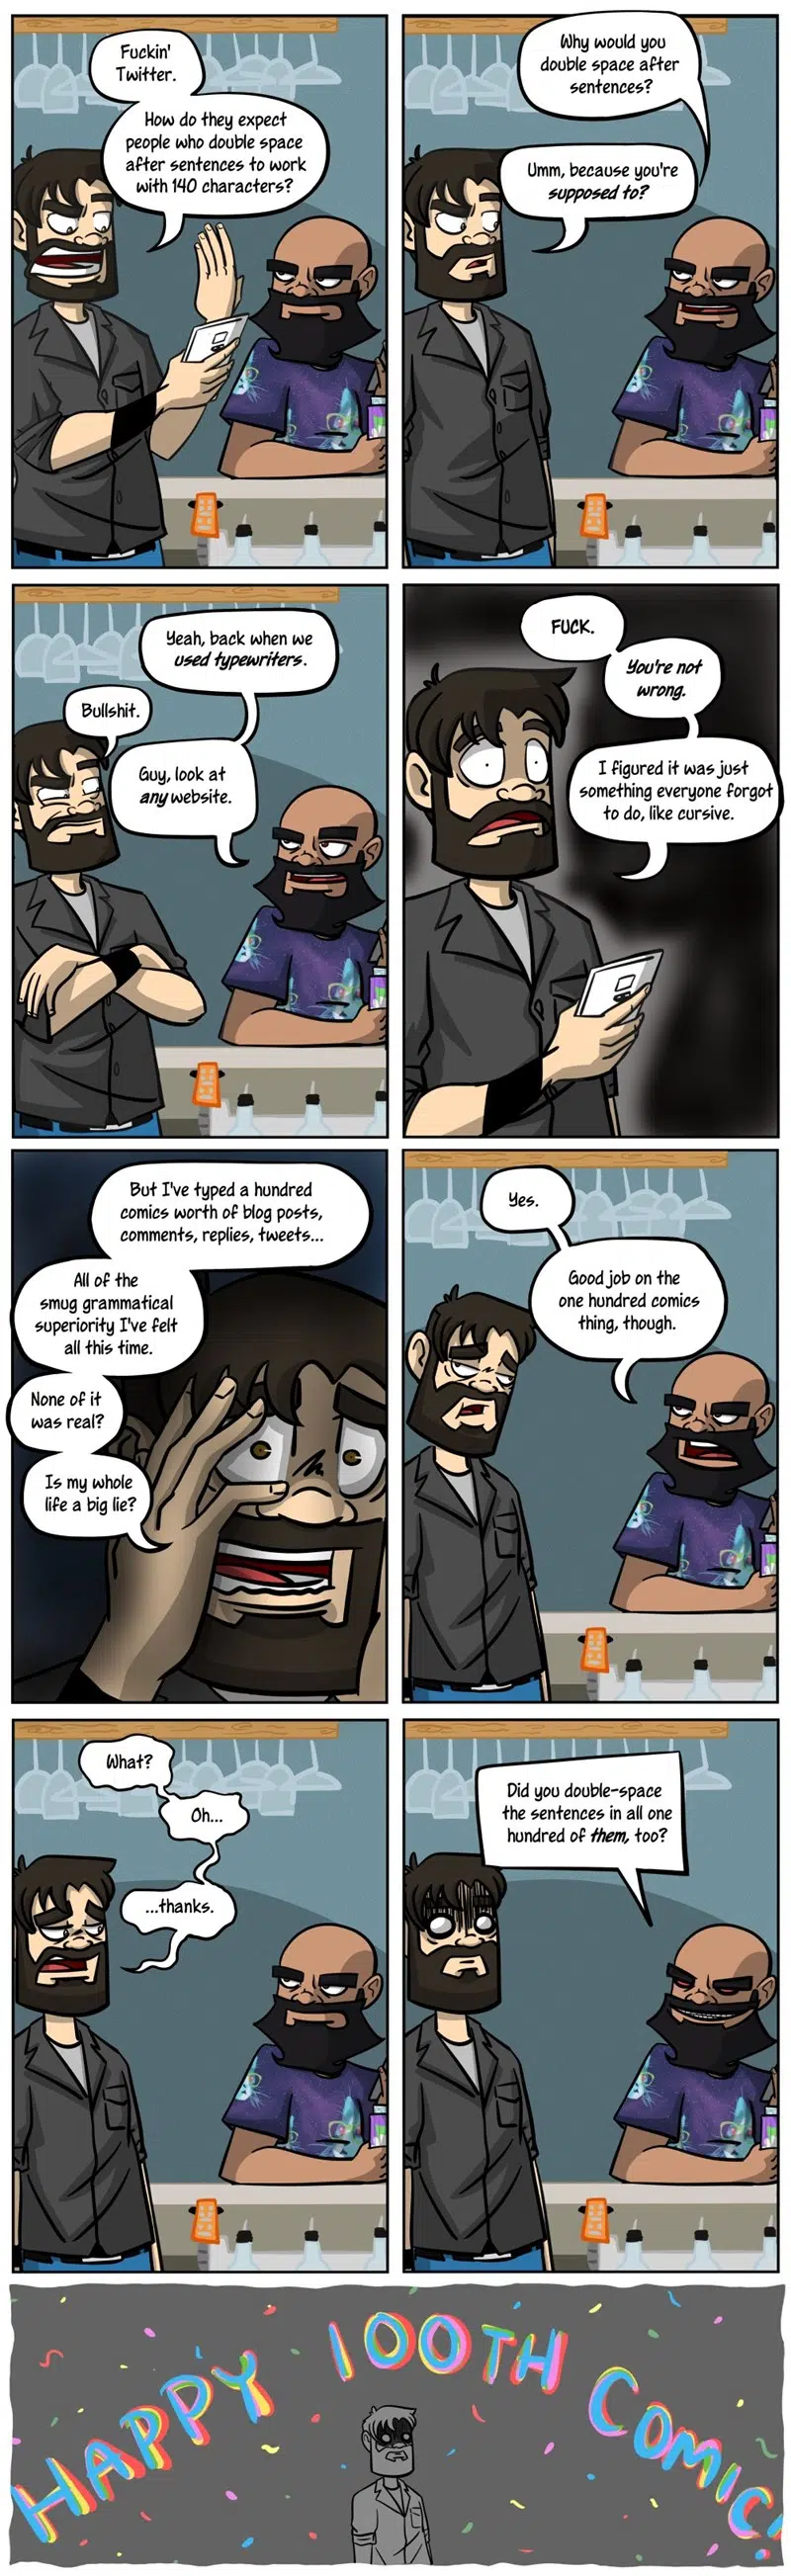 Fuckin'
Twitter.
How do they expect
people who double space
after sentences to work
with 140 characters?
Why would you
double space after
sentences?
Umm, because you're
supposed to?
Yeah, back when we
used typewriters.
Bullshit.
Guy, look at
any website.
FUCK.
You're not
wrong.
I figured it was just
something everyone forgot
to do, like cursive.
But I've typed a hundred
comics worth of blog posts,
comments, replies, tweets...
All of the
smug grammatical
superiority I've felt
all this time.
None of it
was real?
Is my whole
life a big lie?
Yes.
Good job on the
one hundred comics
thing, though.
What?
Oh...
...thanks.
Did you double-space
the sentences in all one
hundred of them, too?
HAPPY 100TH COMIC!